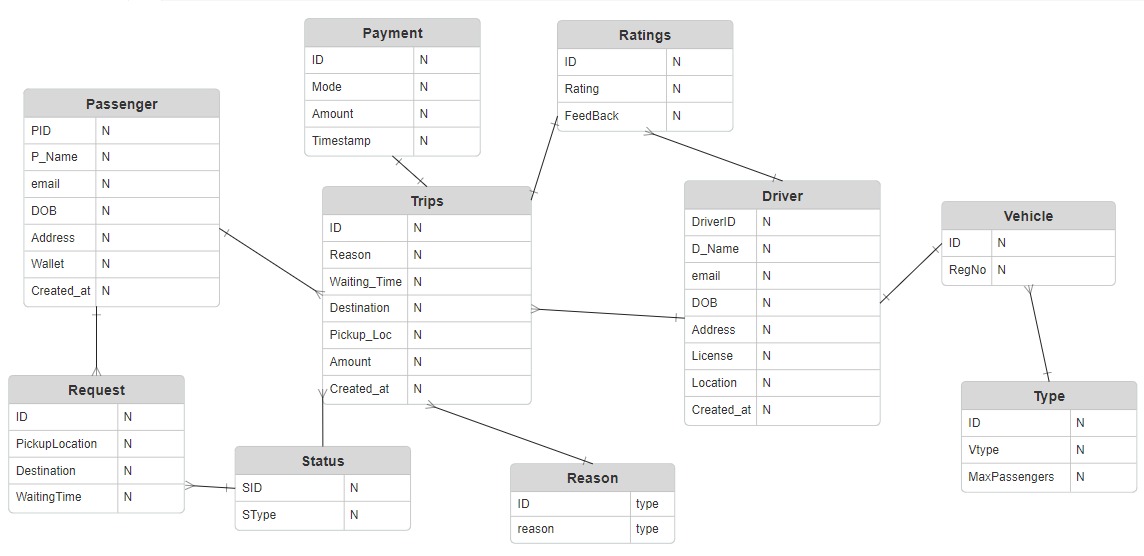 Payment
ID N
Mode N
Amount N
Timestamp N
Ratings
ID N
Rating N
FeedBack N
Passenger
PID N
P_Name N
email N
DOB N
Address N
Wallet N
Created_at N
Trips
ID N
Reason N
Waiting_Time N
Destination N
Pickup_Loc N
Amount N
Created_at N
Driver
DriverID N
D_Name N
email N
DOB N
Address N
License N
Location N
Created_at N
Vehicle
ID N
RegNo N
Request
ID N
PickupLocation N
Destination N
WaitingTime N
Status
SID N
SType N
Reason
ID type
reason type
Type
ID N
Vtype N
MaxPassengers N